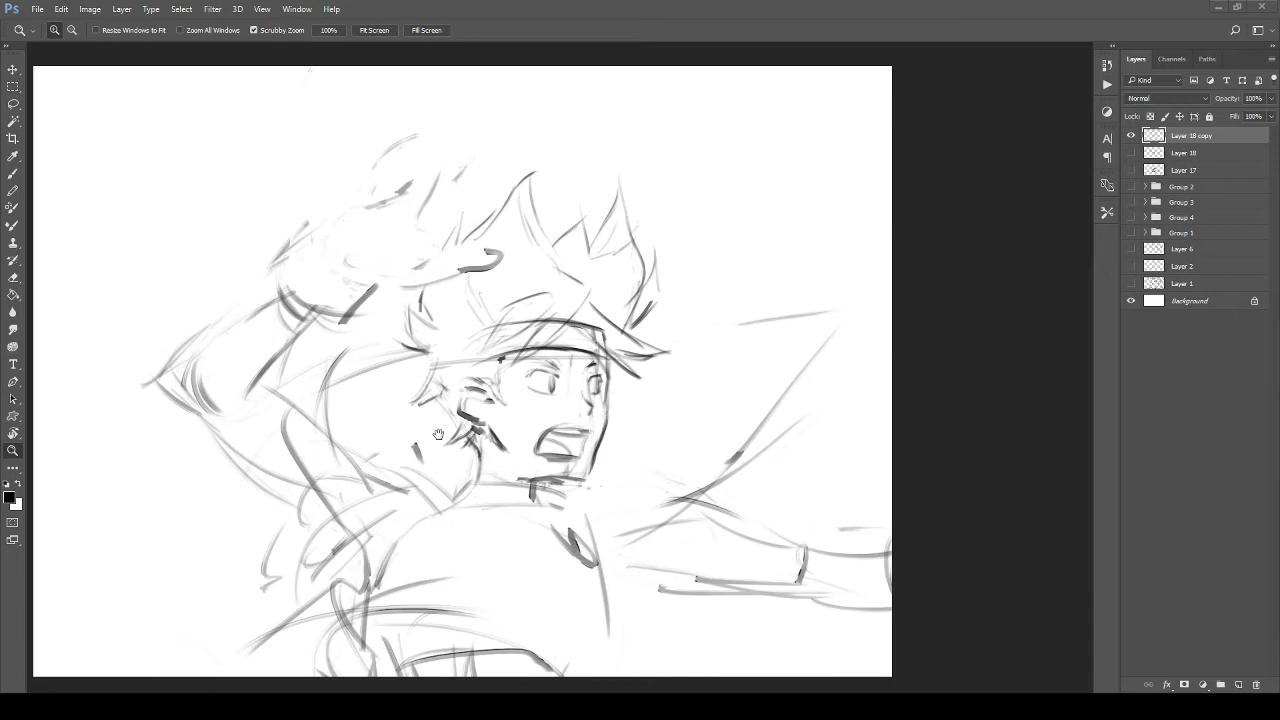 Ps File Edit Image Layer Type Select Filter 3D View Window Help
Resize Windows to Fit Zoom All Windows Scrubby Zoom 100% Fit Screen Fill Screen
Layers Channels Paths
Kind
Normal Opacity: 100%
Lock: Fill: 100%
Layer 18 copy
Layer 18
Layer 17
Group 2
Group 3
Group 4
Group 1
Layer 6
Layer 2
Layer 1
Background